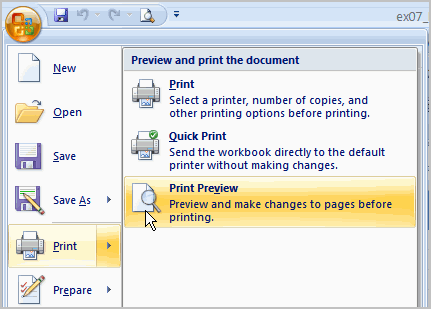 ex07_
New
Open
Save
Save As
Print
Prepare
Preview and print the document
Print
Select a printer, number of copies, and
other printing options before printing.
Quick Print
Send the workbook directly to the default
printer without making changes.
Print Preview
Preview and make changes to pages before
printing.